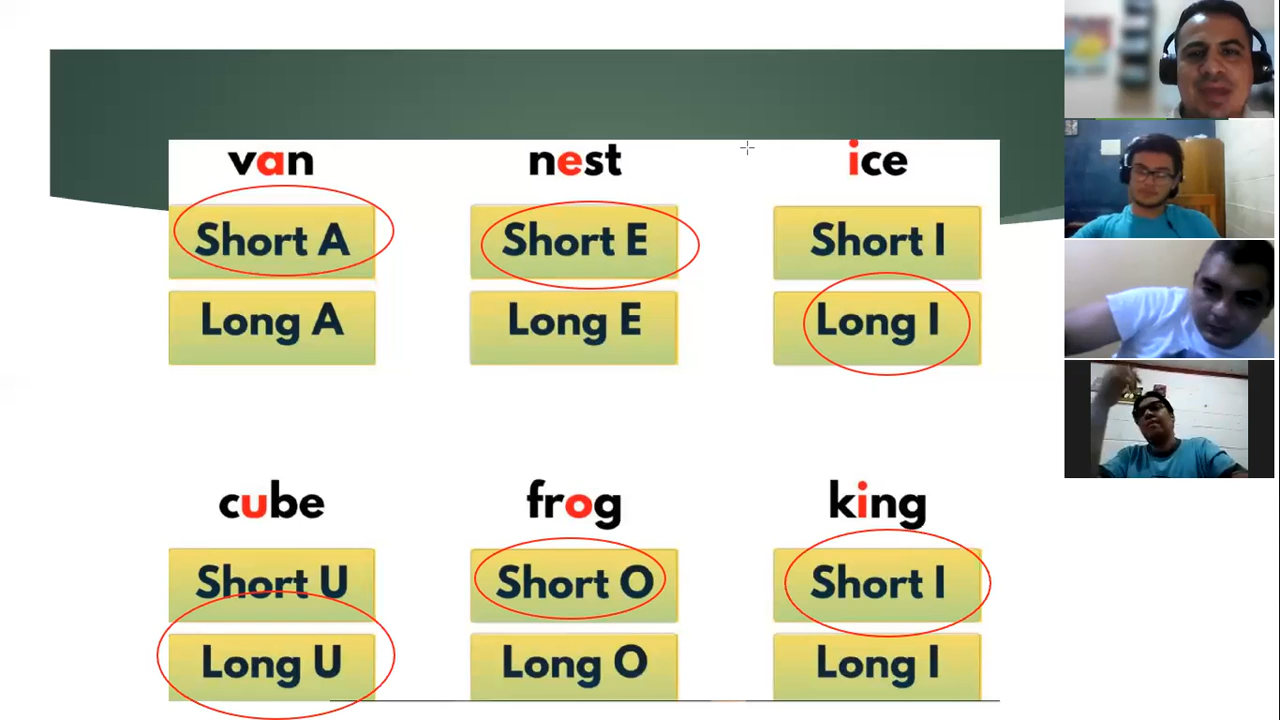 van nest ice
Short A Short E Short I
Long A Long E Long I
cube frog king
Short U Short O Short I
Long U Long O Long I